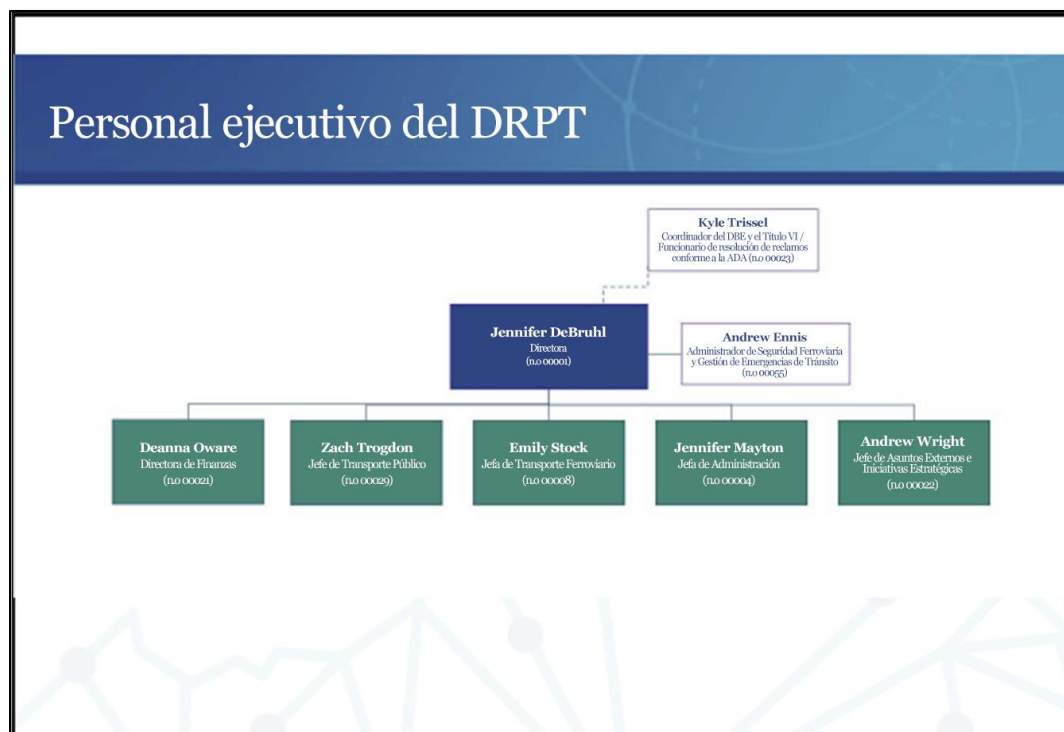 Personal ejecutivo del DRPT
Kyle Trissel
Coordinador del DBE y el Título VI /
Funcionario de resolución de reclamos
conforme a la ADA (n.o 00023)
Jennifer DeBruhl
Directora
(n.o 00001)
Andrew Ennis
Administrador de Seguridad Ferroviaria
y Gestión de Emergencias de Tránsito
(n.o 00055)
Deanna Oware
Directora de Finanzas
(n.o 00021)
Zach Trogdon
Jefe de Transporte Público
(n.o 00029)
Emily Stock
Jefa de Transporte Ferroviario
(n.o 00008)
Jennifer Mayton
Jefa de Administración
(n.o 00004)
Andrew Wright
Jefe de Asuntos Externos e
Iniciativas Estratégicas
(n.o 00022)